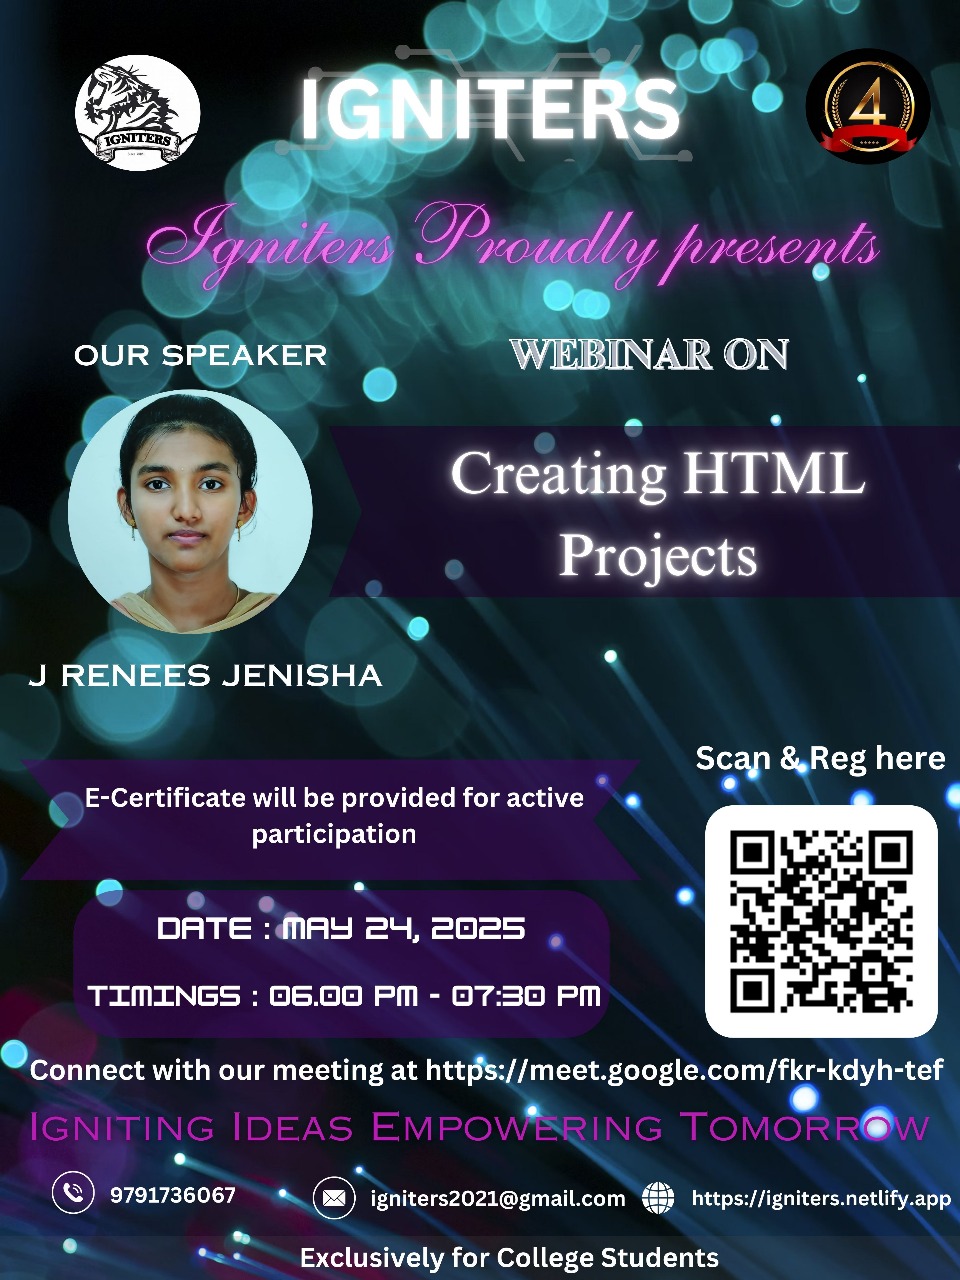 IGNITERS
IGNITERS
4
Igniters Proudly presents
OUR SPEAKER
WEBINAR ON
Creating HTML
Projects
J RENEES JENISHA
Scan & Reg here
E-Certificate will be provided for active
participation
DATE : MAY 24, 2025
TIMINGS : 06.00 PM - 07:30 PM
Connect with our meeting at https://meet.google.com/fkr-kdyh-tef
IGNITING IDEAS EMPOWERING TOMORROW
9791736067
igniters2021@gmail.com
https://igniters.netlify.app
Exclusively for College Students